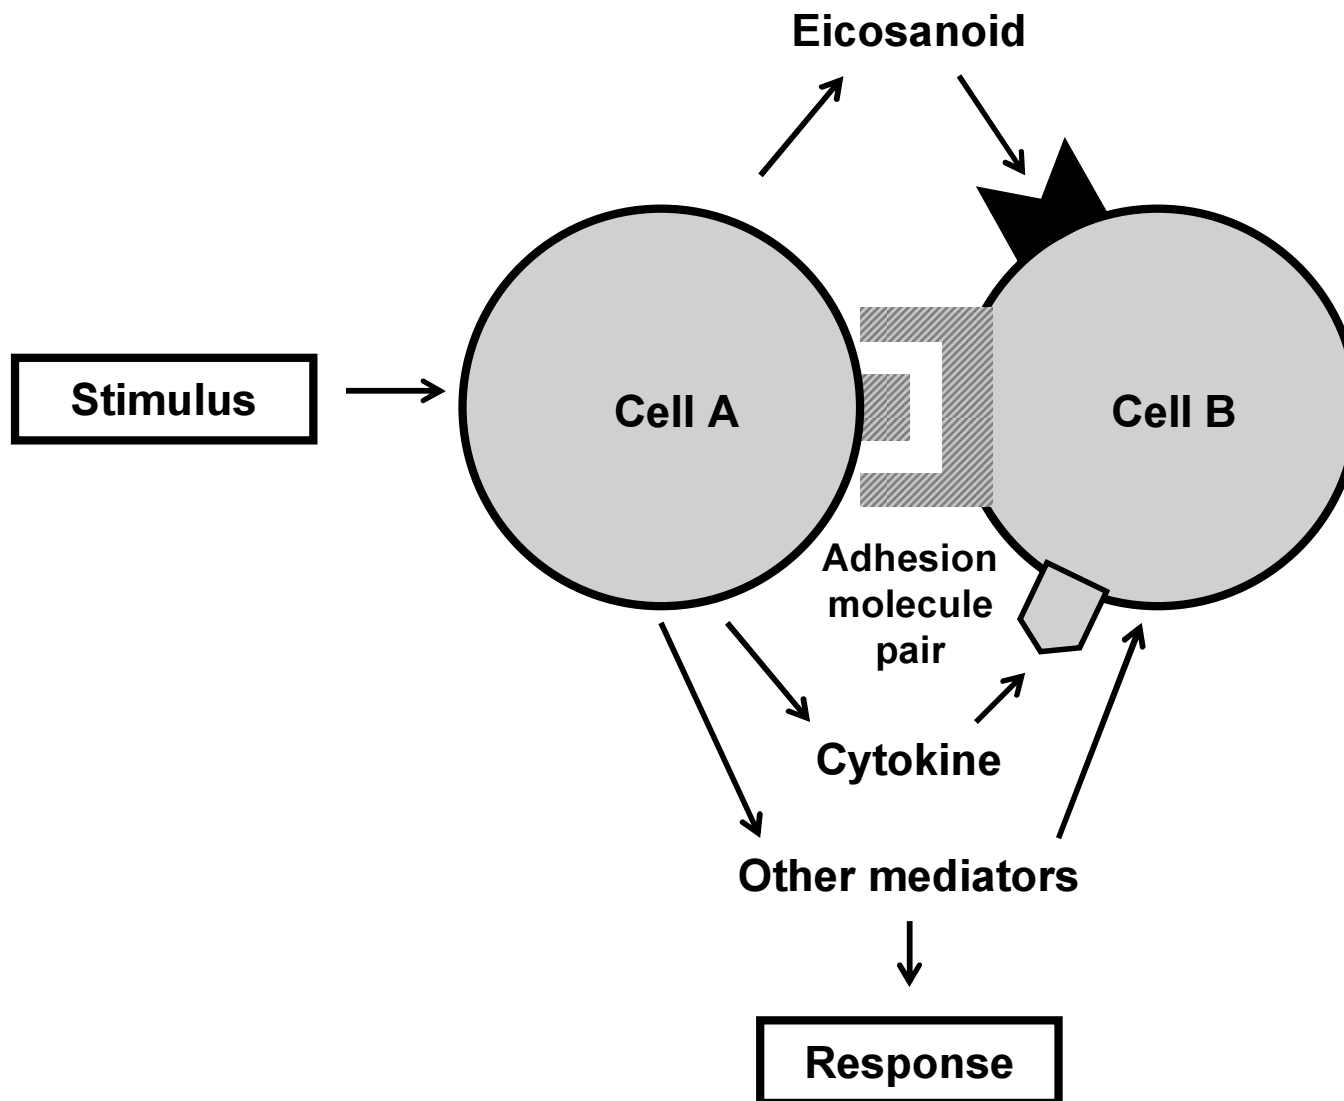 Eicosanoid
Stimulus
Cell A
Cell B
Adhesion
molecule
pair
Cytokine
Other mediators
Response